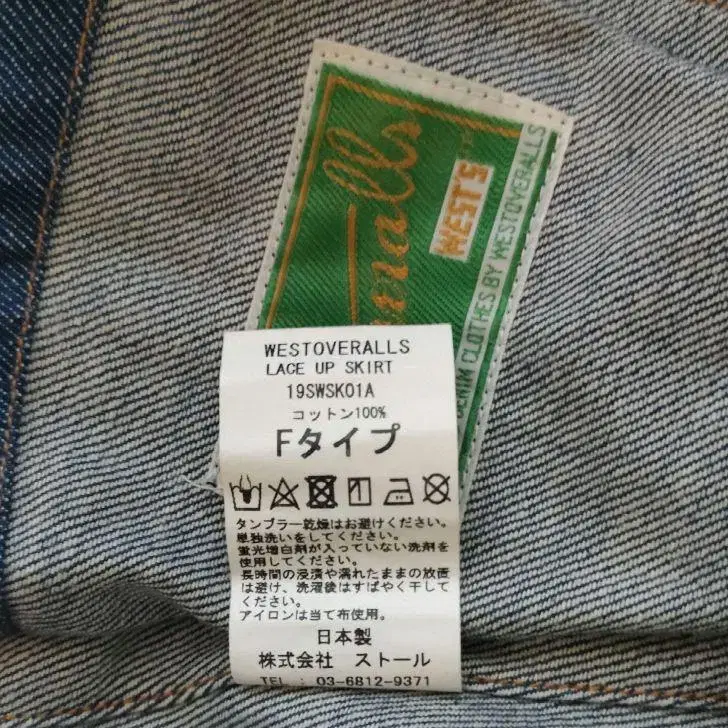 WEST'S
DENIM CLOTHES BY WESTOVERALLS
WESTOVERALLS
LACE UP SKIRT
19SWSK01A
コットン100%
Fタイプ
タンブラー乾燥はお避けください。
単独洗いをしてください。
蛍光増白剤が入っていない洗剤を
使用してください。
長時間の浸漬や濡れたままの放置
は避け、洗濯後はすばやく干して
ください。
アイロンは当て布使用。
日本製
株式会社 ストール
TEL : 03-6812-9371